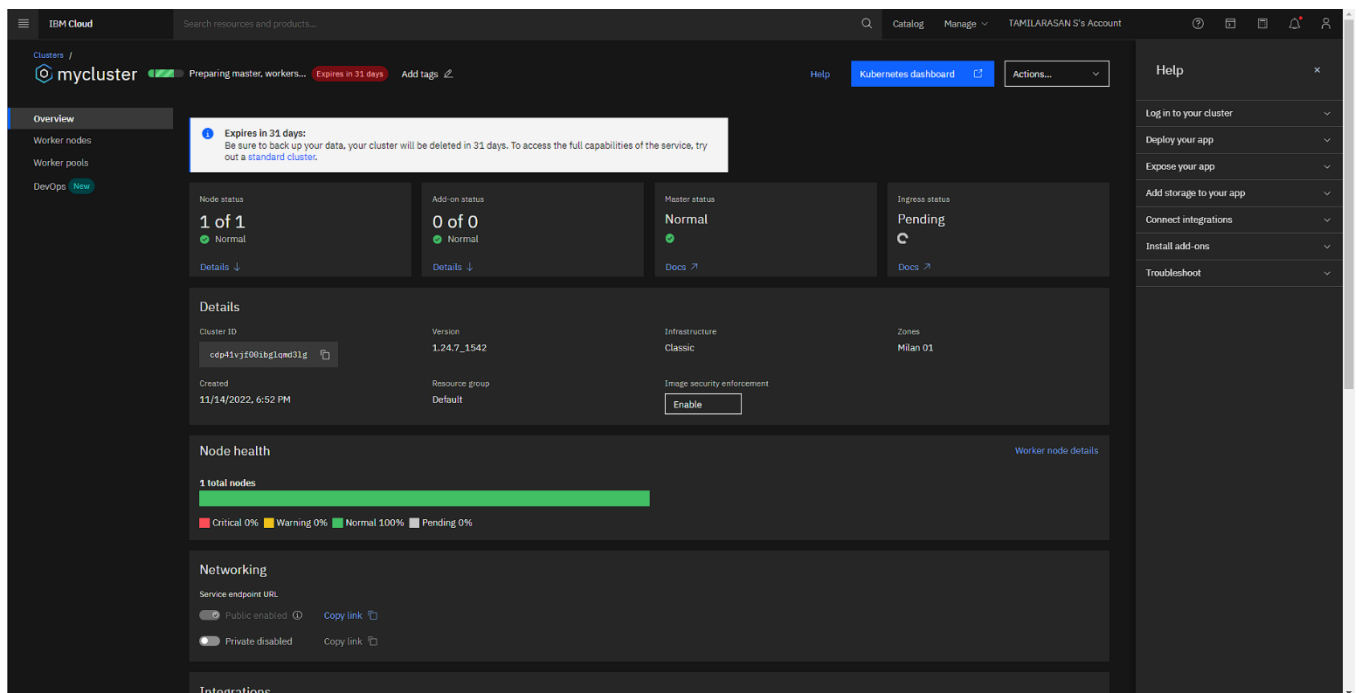 IBM Cloud
Search resources and products...
Catalog
Manage
TAMILARASAN S's Account
Clusters /
mycluster
Preparing master, workers...
Expires in 31 days
Add tags
Help
Kubernetes dashboard
Actions...
Overview
Worker nodes
Worker pools
DevOps New
Expires in 31 days:
Be sure to back up your data, your cluster will be deleted in 31 days. To access the full capabilities of the service, try
out a standard cluster.
Node status
1 of 1
Normal
Details ↓
Add-on status
0 of 0
Normal
Details ↓
Master status
Normal
Docs ↗
Ingress status
Pending
Docs ↗
Details
Cluster ID
cdp41vjf00ibglqmd3lg
Version
1.24.7_1542
Infrastructure
Classic
Zones
Milan 01
Created
11/14/2022, 6:52 PM
Resource group
Default
Image security enforcement
Enable
Node health
Worker node details
1 total nodes
Critical 0% Warning 0% Normal 100% Pending 0%
Networking
Service endpoint URL
Public enabled Copy link
Private disabled Copy link
Integrations
Help
Log in to your cluster
Deploy your app
Expose your app
Add storage to your app
Connect integrations
Install add-ons
Troubleshoot